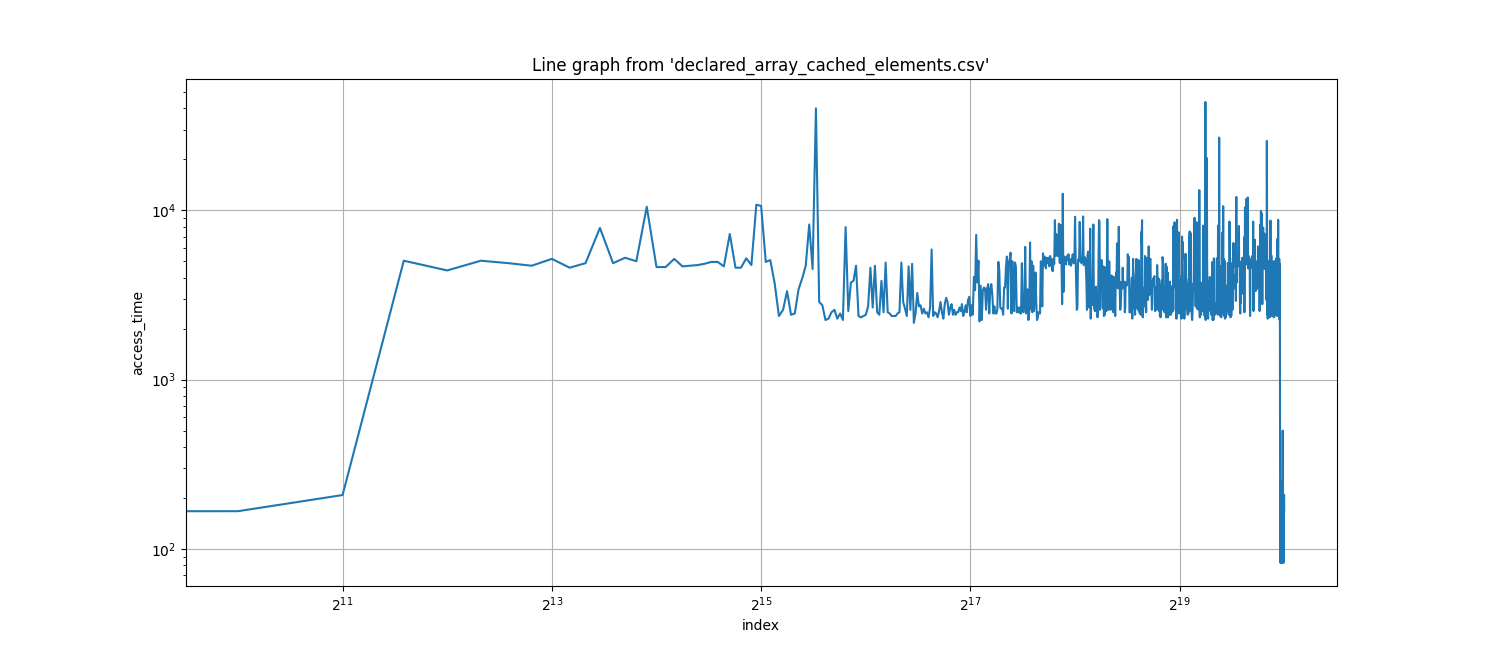 Line graph from 'declared_array_cached_elements.csv'
access_time
10^4
10^3
10^2
2^11 2^13 2^15 2^17 2^19
index